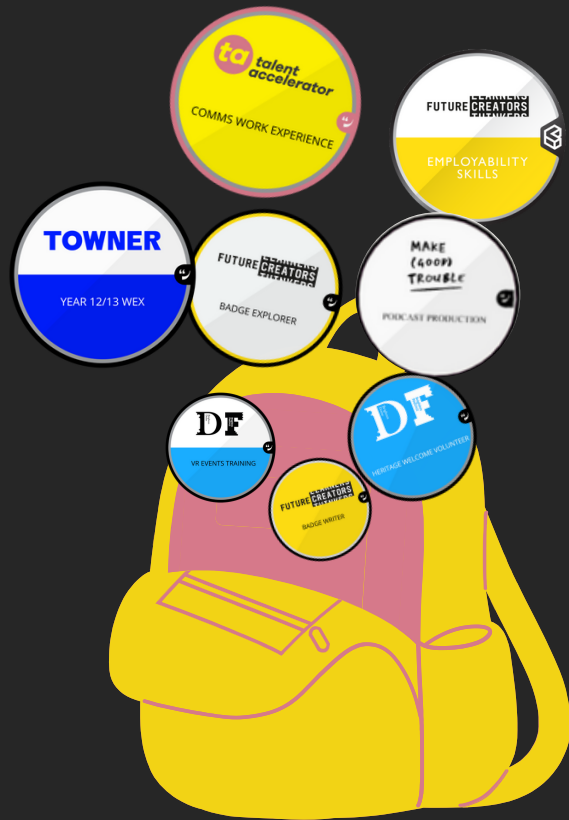 ta talent
accelerator
COMMS WORK EXPERIENCE
FUTURE CREATORS
EMPLOYABILITY
SKILLS
TOWNER
YEAR 12/13 WEX
LEARNERS
FUTURE CREATORS
BADGE EXPLORER
MAKE
(GOOD)
TROUBLE
PODCAST PRODUCTION
DF
VR EVENTS TRAINING
DF
HERITAGE WELCOME VOLUNTEER
FUTURE CREATORS
BADGE WRITER